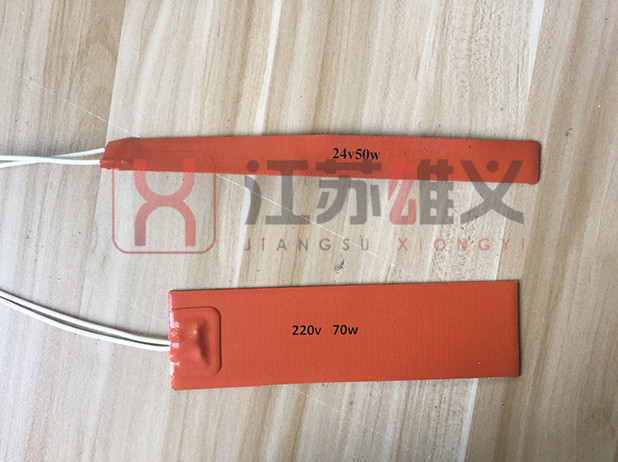 24v50w
江苏雄义
JIANGSU XIONGYI
220v 70w